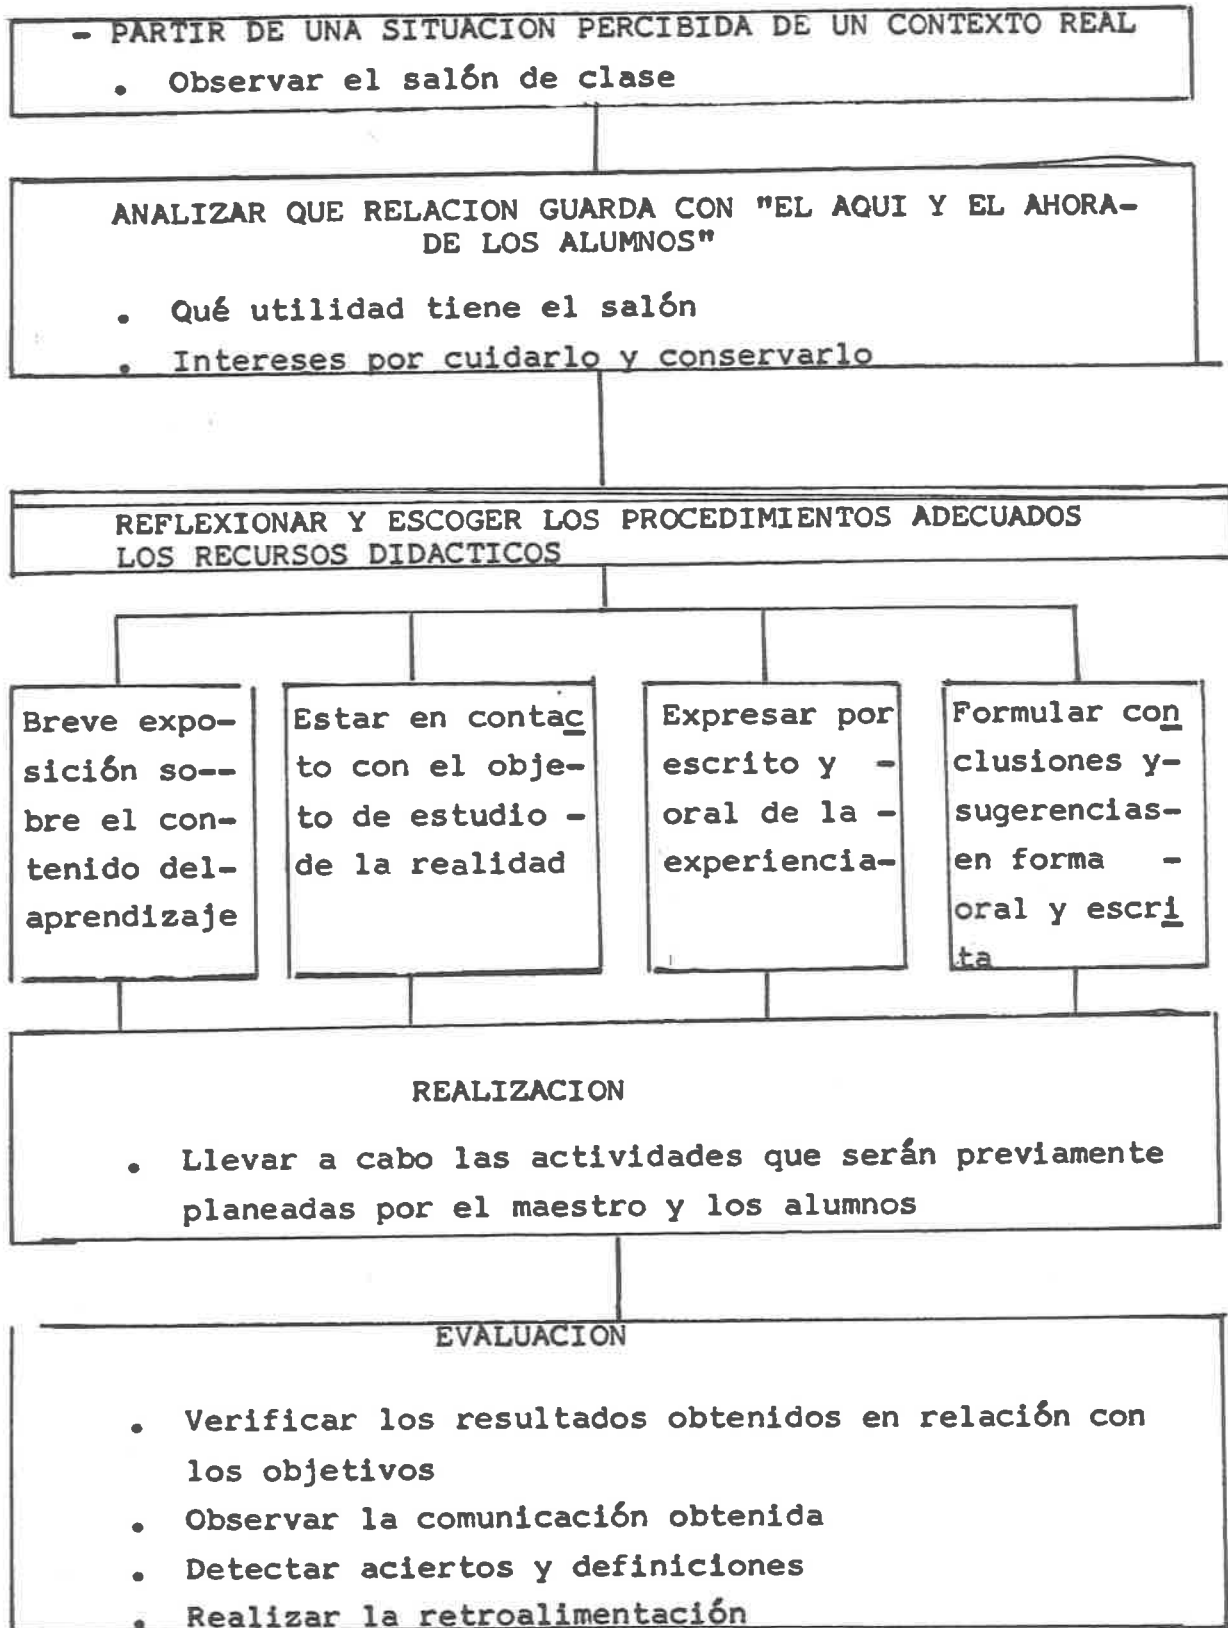 - PARTIR DE UNA SITUACION PERCIBIDA DE UN CONTEXTO REAL
. Observar el salón de clase
ANALIZAR QUE RELACION GUARDA CON "EL AQUI Y EL AHORA-
DE LOS ALUMNOS"
. Qué utilidad tiene el salón
. Intereses por cuidarlo y conservarlo
REFLEXIONAR Y ESCOGER LOS PROCEDIMIENTOS ADECUADOS
LOS RECURSOS DIDACTICOS
Breve expo-
sición so--
bre el con-
tenido del-
aprendizaje
Estar en contac
to con el obje-
to de estudio -
de la realidad
Expresar por
escrito y -
oral de la -
experiencia-
Formular con
clusiones y-
sugerencias-
en forma -
oral y escri
ta
REALIZACION
. Llevar a cabo las actividades que serán previamente
planeadas por el maestro y los alumnos
EVALUACION
. Verificar los resultados obtenidos en relación con
los objetivos
. Observar la comunicación obtenida
. Detectar aciertos y definiciones
. Realizar la retroalimentación